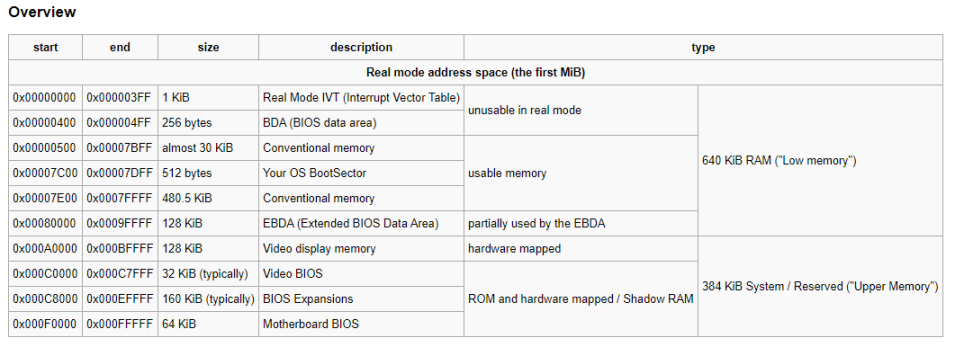 Overview
start end size description type
Real mode address space (the first MiB)
0x00000000 0x000003FF 1 KiB Real Mode IVT (Interrupt Vector Table) unusable in real mode 640 KiB RAM ("Low memory")
0x00000400 0x000004FF 256 bytes BDA (BIOS data area)
0x00000500 0x00007BFF almost 30 KiB Conventional memory usable memory
0x00007C00 0x00007DFF 512 bytes Your OS BootSector
0x00007E00 0x0007FFFF 480.5 KiB Conventional memory
0x00080000 0x0009FFFF 128 KiB EBDA (Extended BIOS Data Area) partially used by the EBDA
0x000A0000 0x000BFFFF 128 KiB Video display memory hardware mapped 384 KiB System / Reserved ("Upper Memory")
0x000C0000 0x000C7FFF 32 KiB (typically) Video BIOS ROM and hardware mapped / Shadow RAM
0x000C8000 0x000EFFFF 160 KiB (typically) BIOS Expansions
0x000F0000 0x000FFFFF 64 KiB Motherboard BIOS